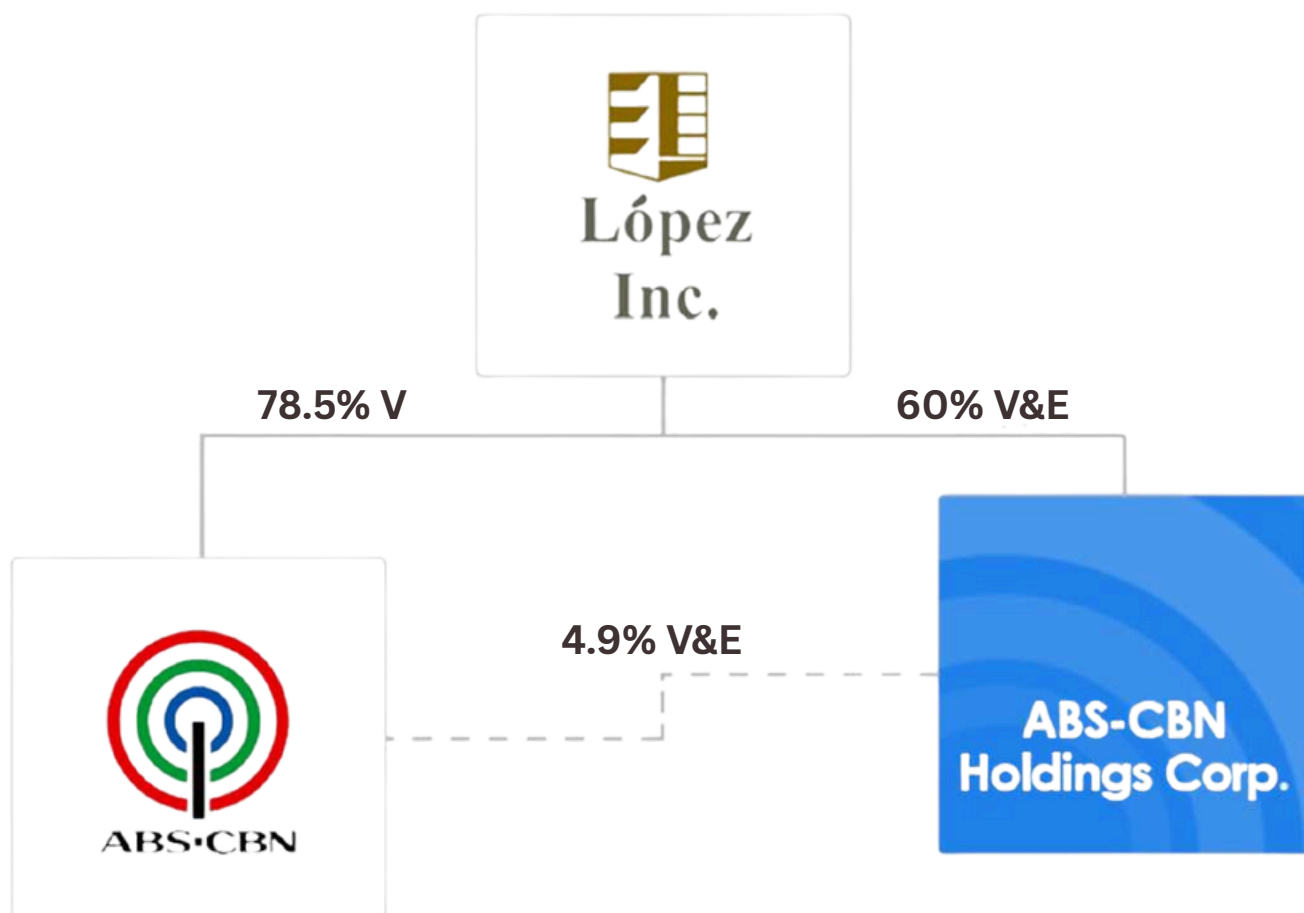 López
Inc.
78.5% V
60% V&E
4.9% V&E
ABS-CBN
Holdings Corp.
ABS•CBN